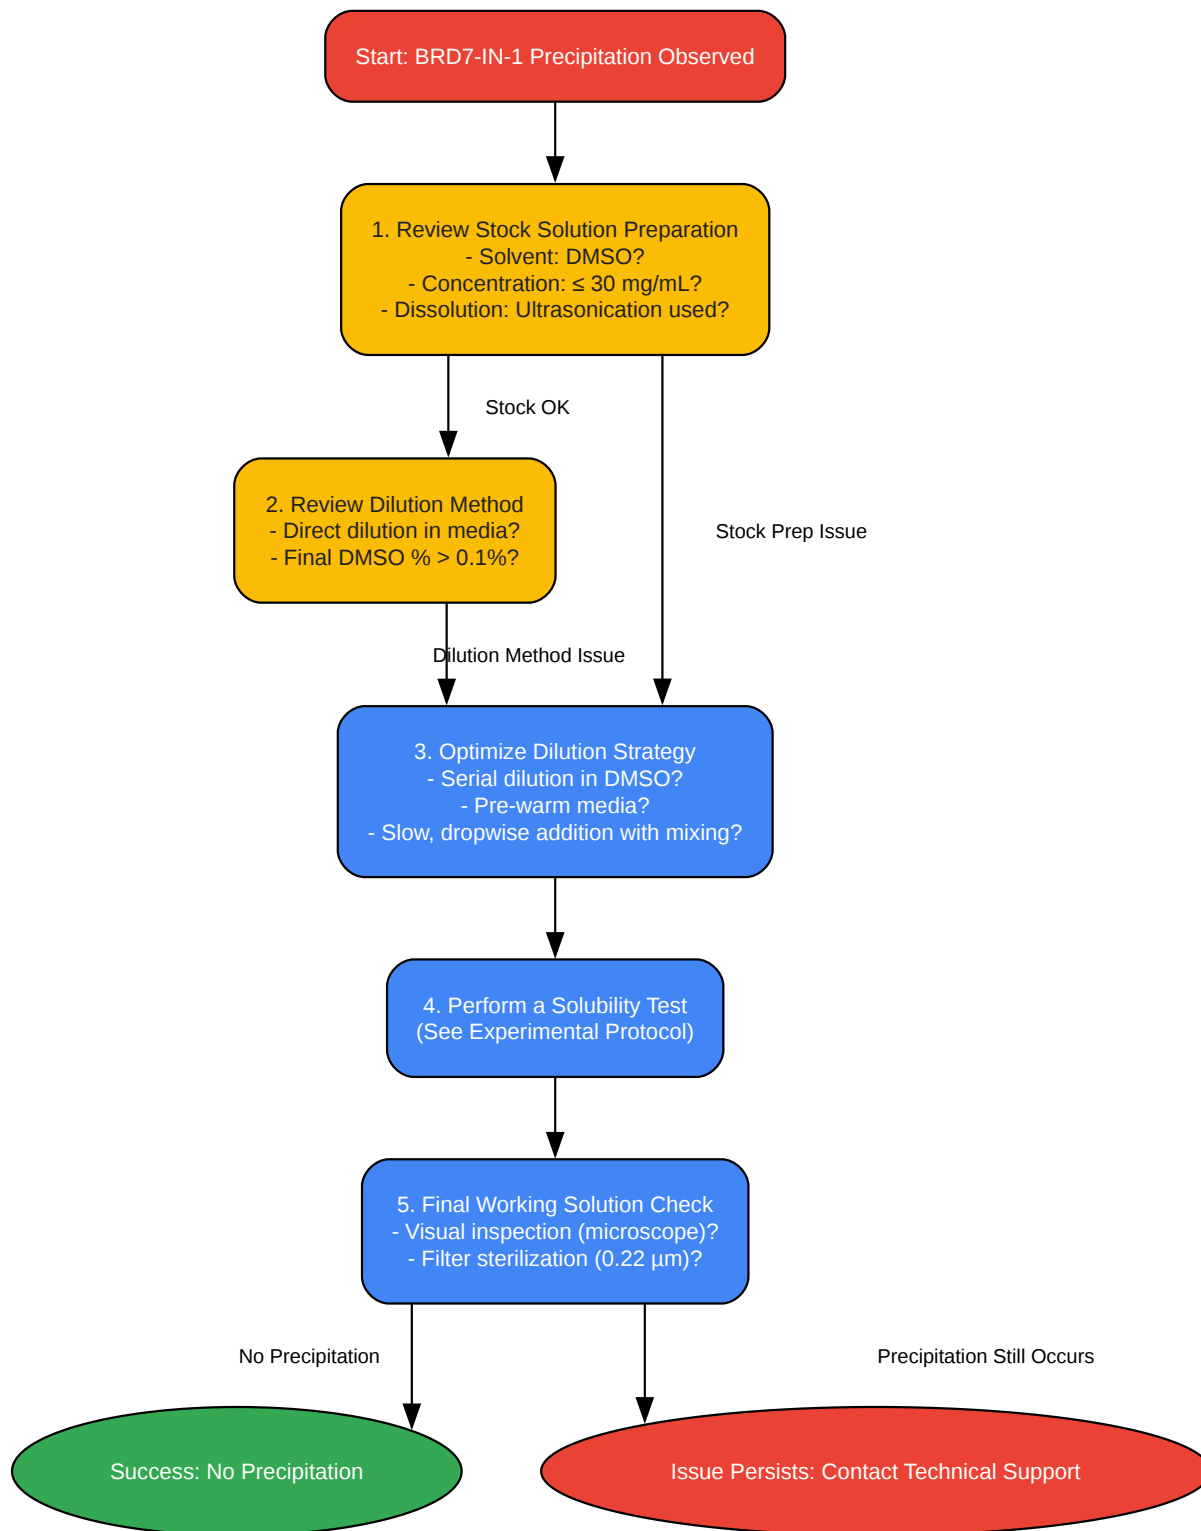 Start: BRD7-IN-1 Precipitation Observed
1. Review Stock Solution Preparation
- Solvent: DMSO?
- Concentration: ≤ 30 mg/mL?
- Dissolution: Ultrasonication used?
Stock OK
2. Review Dilution Method
- Direct dilution in media?
- Final DMSO % > 0.1%?
Stock Prep Issue
Dilution Method Issue
3. Optimize Dilution Strategy
- Serial dilution in DMSO?
- Pre-warm media?
- Slow, dropwise addition with mixing?
4. Perform a Solubility Test
(See Experimental Protocol)
5. Final Working Solution Check
- Visual inspection (microscope)?
- Filter sterilization (0.22 µm)?
No Precipitation
Precipitation Still Occurs
Success: No Precipitation
Issue Persists: Contact Technical Support